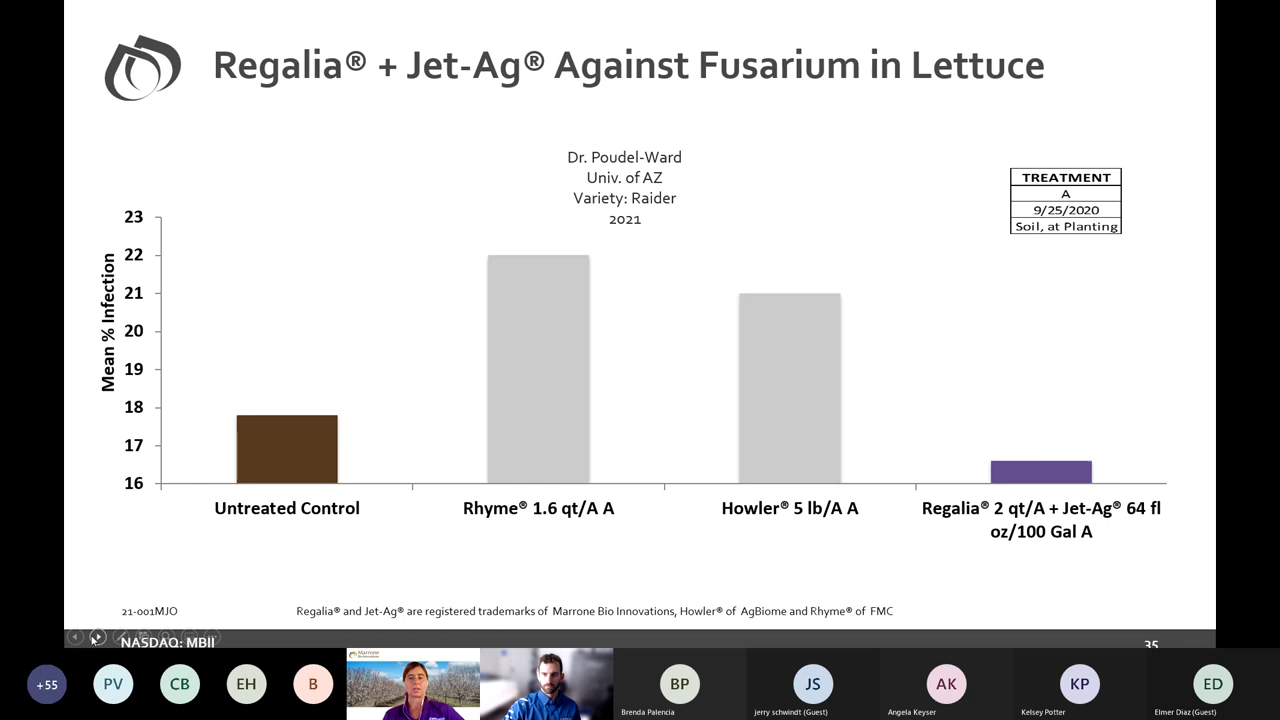 Regalia® + Jet-Ag® Against Fusarium in Lettuce
Dr. Poudel-Ward
Univ. of AZ
Variety: Raider
2021
TREATMENT
A
9/25/2020
Soil, at Planting
Mean % Infection
23
22
21
20
19
18
17
16
Untreated Control
Rhyme® 1.6 qt/A A
Howler® 5 lb/A A
Regalia® 2 qt/A + Jet-Ag® 64 fl
oz/100 Gal A
21-001MJO
Regalia® and Jet-Ag® are registered trademarks of Marrone Bio Innovations, Howler® of AgBiome and Rhyme® of FMC
NASDAQ: MBII
35
+55
PV
CB
EH
B
Marrone
BP
JS
AK
KP
ED
Brenda Palencia
jerry schwindt (Guest)
Angela Keyser
Kelsey Potter
Elmer Diaz (Guest)